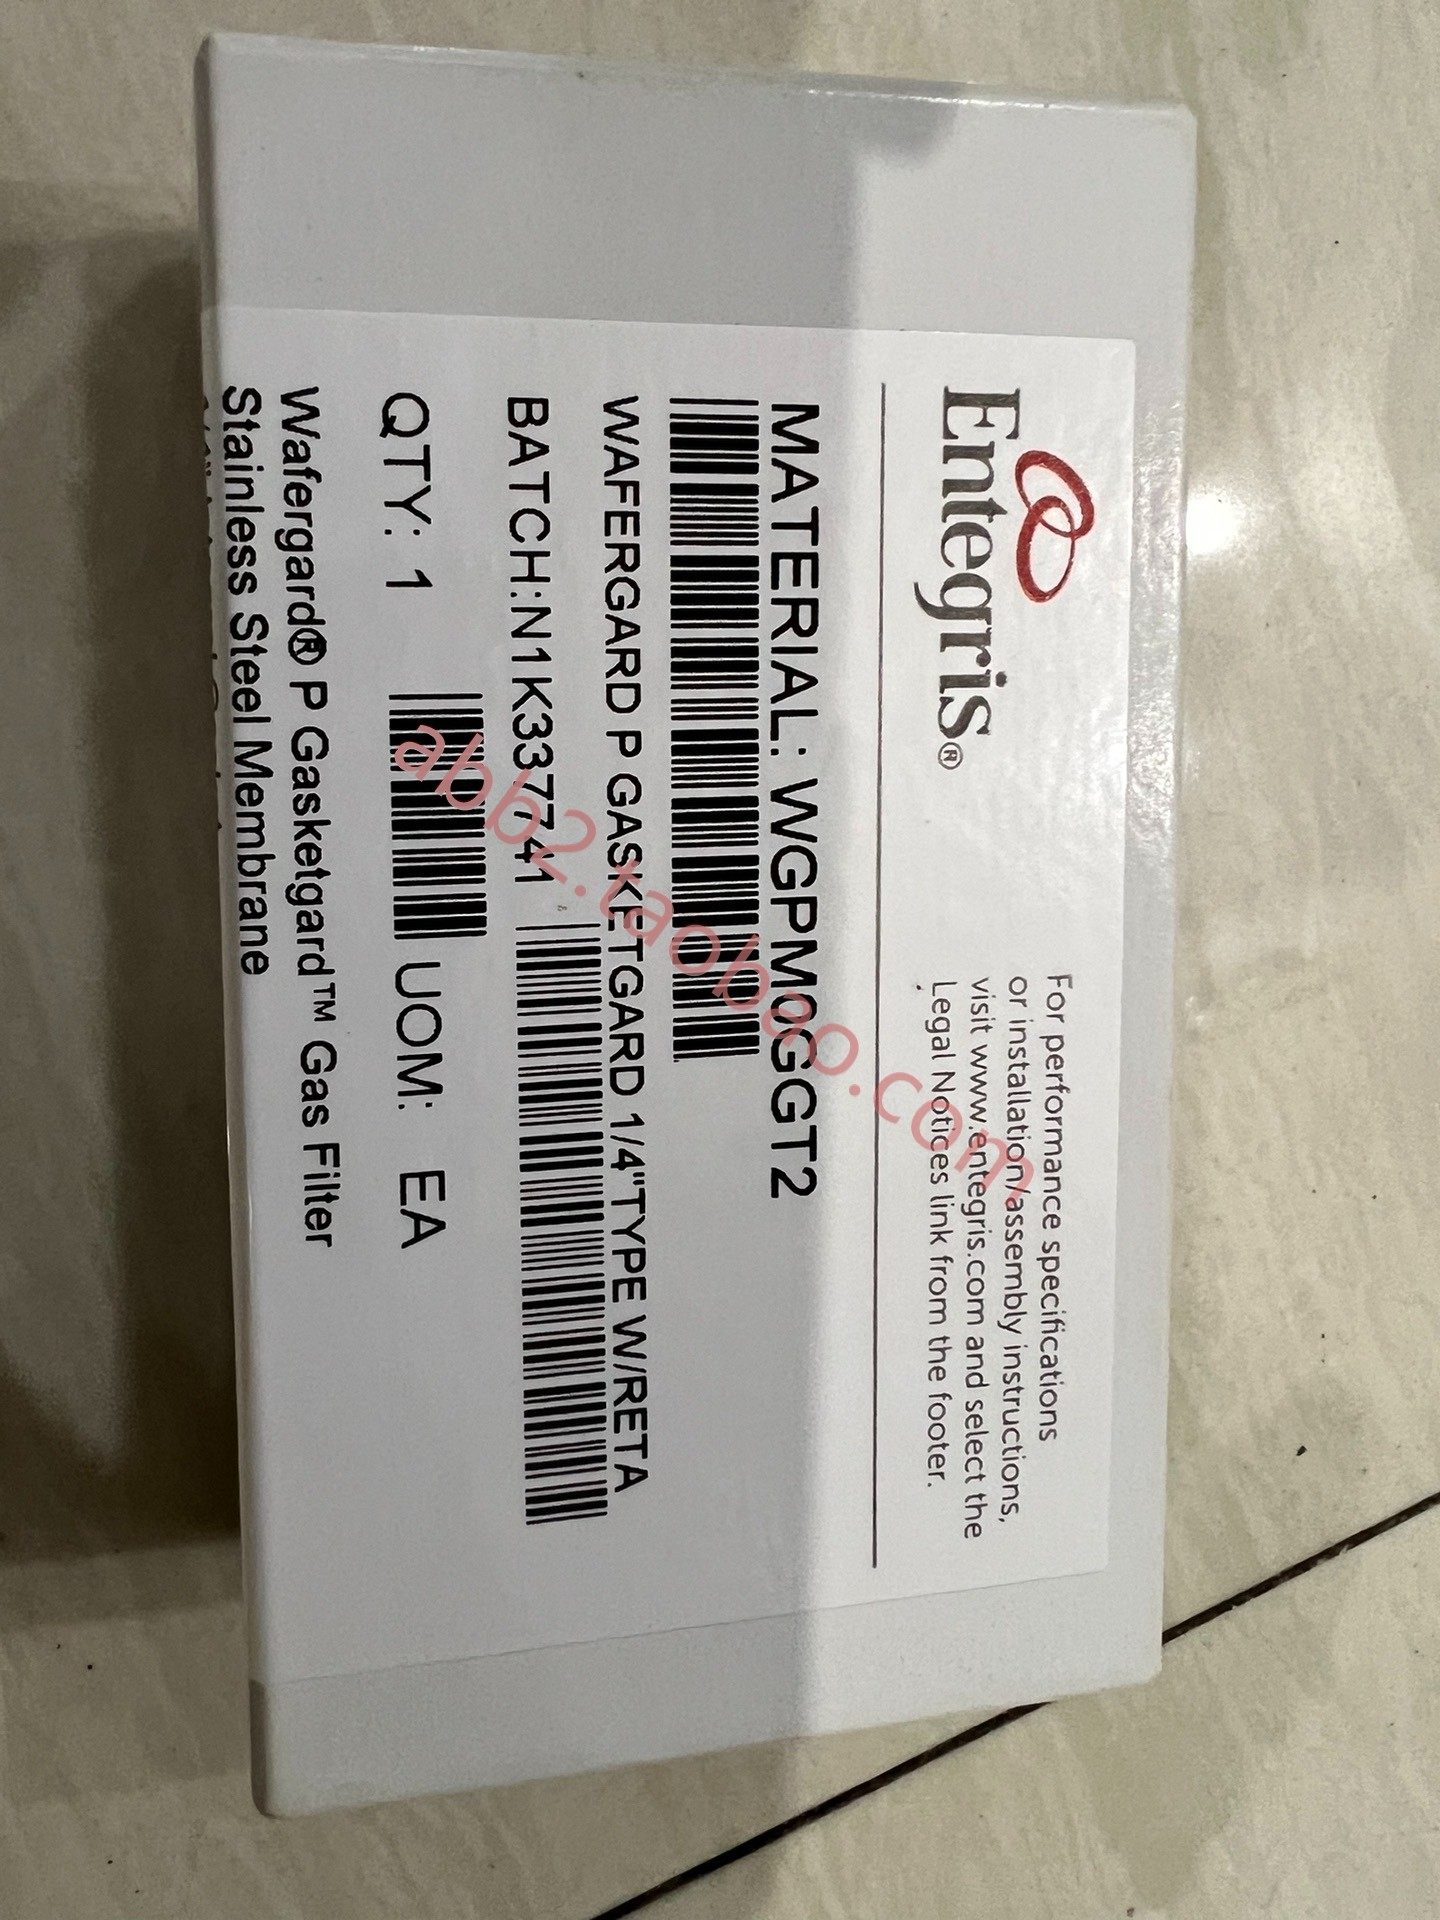 Entegris®
For performance specifications
or installation/assembly instructions,
visit www.entegris.com and select the
Legal Notices link from the footer.
MATERIAL: WGPM0GGT2
WAFERGARD P GASKETGARD 1/4"TYPE W/RETA
BATCH:N1K337741
QTY: 1 UOM: EA
Wafergard® P Gasketgard™ Gas Filter
Stainless Steel Membrane
abb2.taobao.com